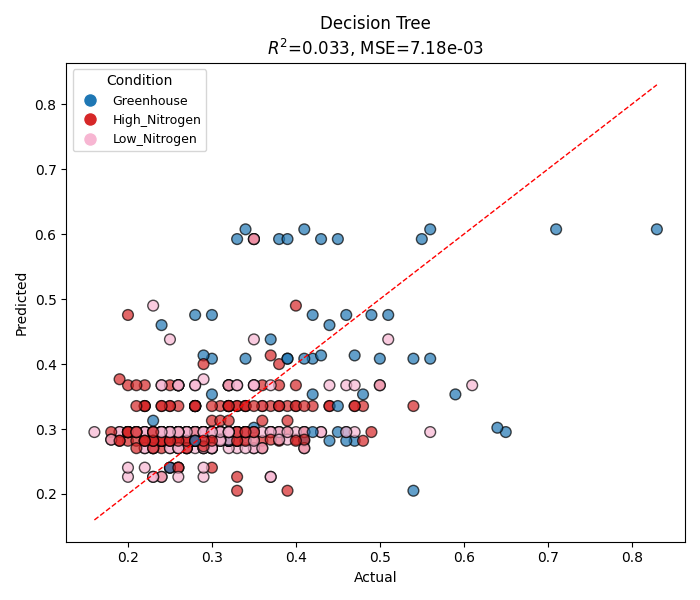 Decision Tree
R²=0.033, MSE=7.18e-03
Condition
Greenhouse
High_Nitrogen
Low_Nitrogen
Predicted
0.8
0.7
0.6
0.5
0.4
0.3
0.2
0.2 0.3 0.4 0.5 0.6 0.7 0.8
Actual